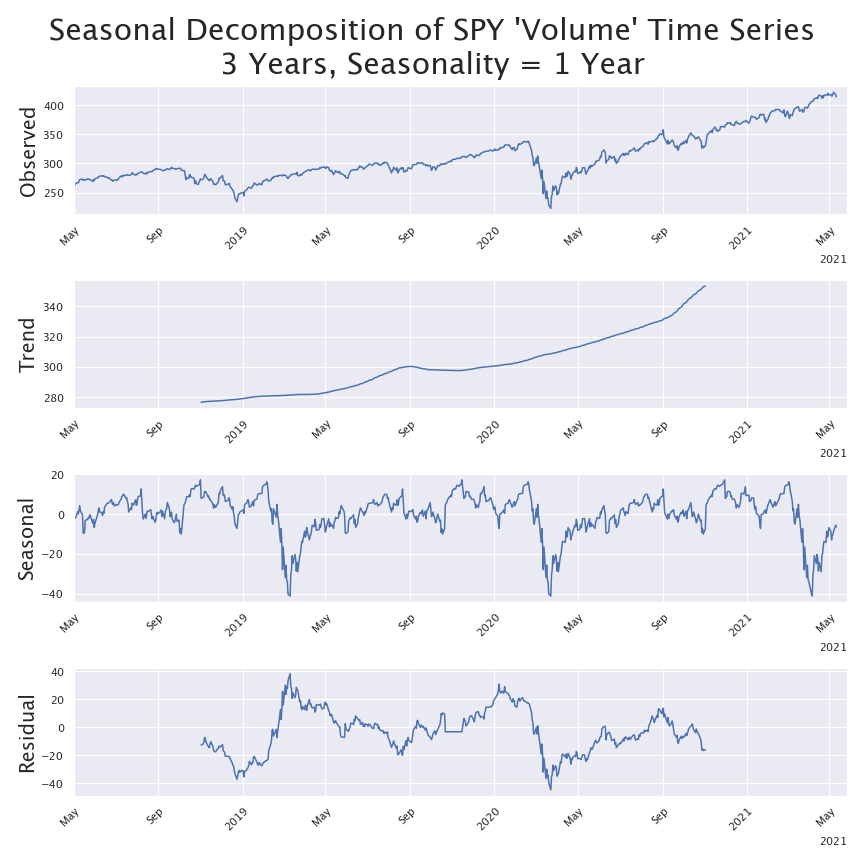 Seasonal Decomposition of SPY 'Volume' Time Series
3 Years, Seasonality = 1 Year
Observed
400
350
300
250
May
Sep
2019
May
Sep
2020
May
Sep
2021
May
2021
Trend
340
320
300
280
May
Sep
2019
May
Sep
2020
May
Sep
2021
May
2021
Seasonal
20
0
−20
−40
May
Sep
2019
May
Sep
2020
May
Sep
2021
May
2021
Residual
40
20
0
−20
−40
May
Sep
2019
May
Sep
2020
May
Sep
2021
May
2021